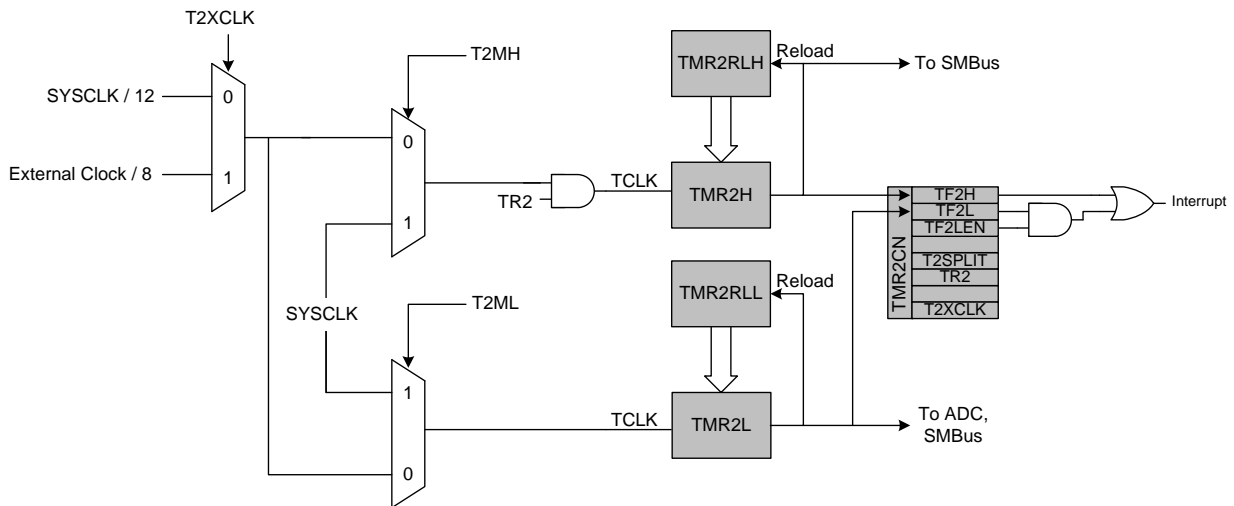 T2XCLK
SYSCLK / 12
0
External Clock / 8
1
T2MH
0
1
TR2
TCLK
TMR2RLH
Reload
To SMBus
TMR2H
TMR2CN
TF2H
TF2L
TF2LEN
T2SPLIT
TR2
T2XCLK
Interrupt
SYSCLK
T2ML
1
0
TCLK
TMR2RLL
Reload
TMR2L
To ADC,
SMBus